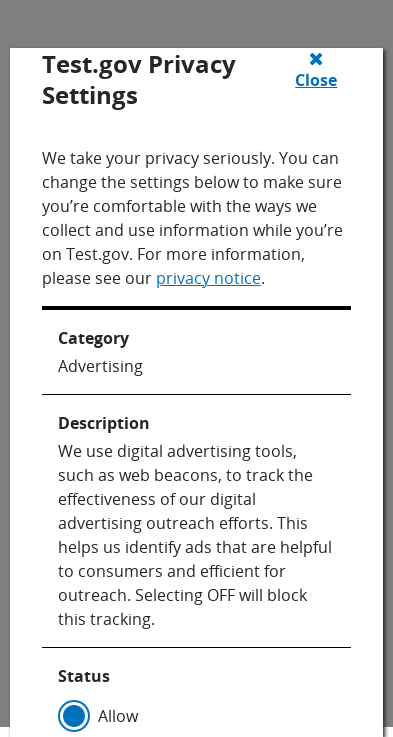 Test.gov Privacy
Settings
Close
We take your privacy seriously. You can
change the settings below to make sure
you’re comfortable with the ways we
collect and use information while you’re
on Test.gov. For more information,
please see our privacy notice.
Category
Advertising
Description
We use digital advertising tools,
such as web beacons, to track the
effectiveness of our digital
advertising outreach efforts. This
helps us identify ads that are helpful
to consumers and efficient for
outreach. Selecting OFF will block
this tracking.
Status
Allow